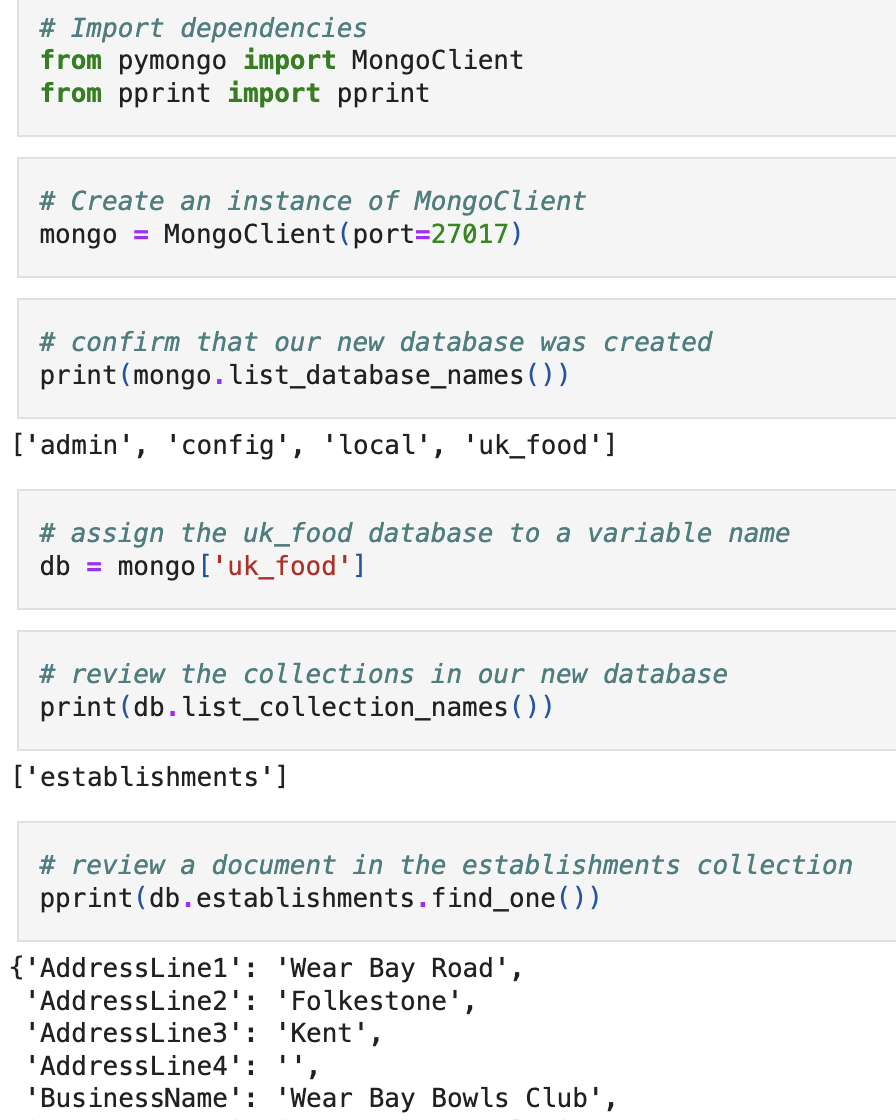 # Import dependencies
from pymongo import MongoClient
from pprint import pprint
# Create an instance of MongoClient
mongo = MongoClient(port=27017)
# confirm that our new database was created
print(mongo.list_database_names())
['admin', 'config', 'local', 'uk_food']
# assign the uk_food database to a variable name
db = mongo['uk_food']
# review the collections in our new database
print(db.list_collection_names())
['establishments']
# review a document in the establishments collection
pprint(db.establishments.find_one())
{'AddressLine1': 'Wear Bay Road',
'AddressLine2': 'Folkestone',
'AddressLine3': 'Kent',
'AddressLine4': '',
'BusinessName': 'Wear Bay Bowls Club',